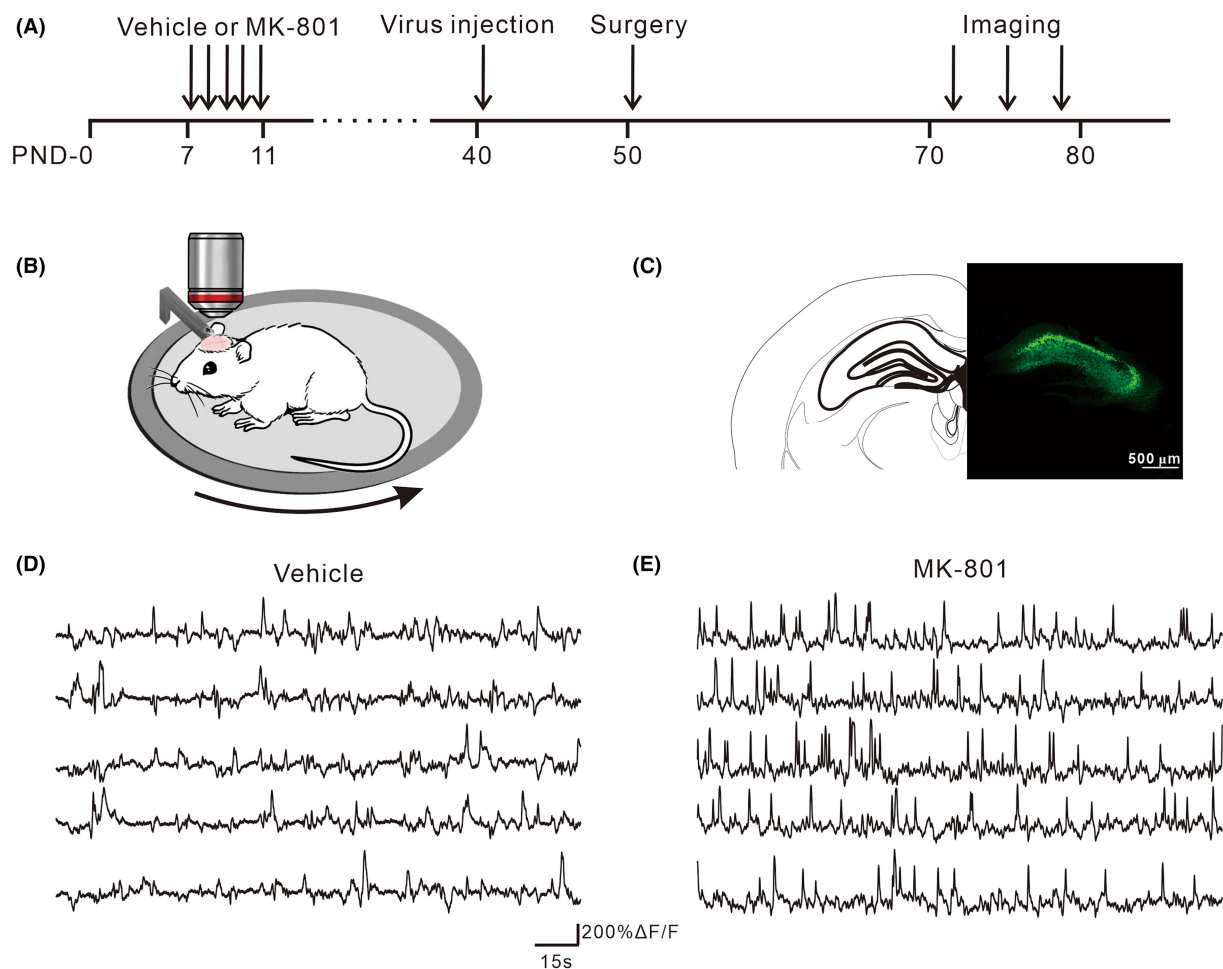 (A)
Vehicle or MK-801 Virus injection Surgery Imaging
PND-0 7 11 40 50 70 80
(B)
(C)
500 μm
(D)
Vehicle
(E)
MK-801
200%ΔF/F
15s